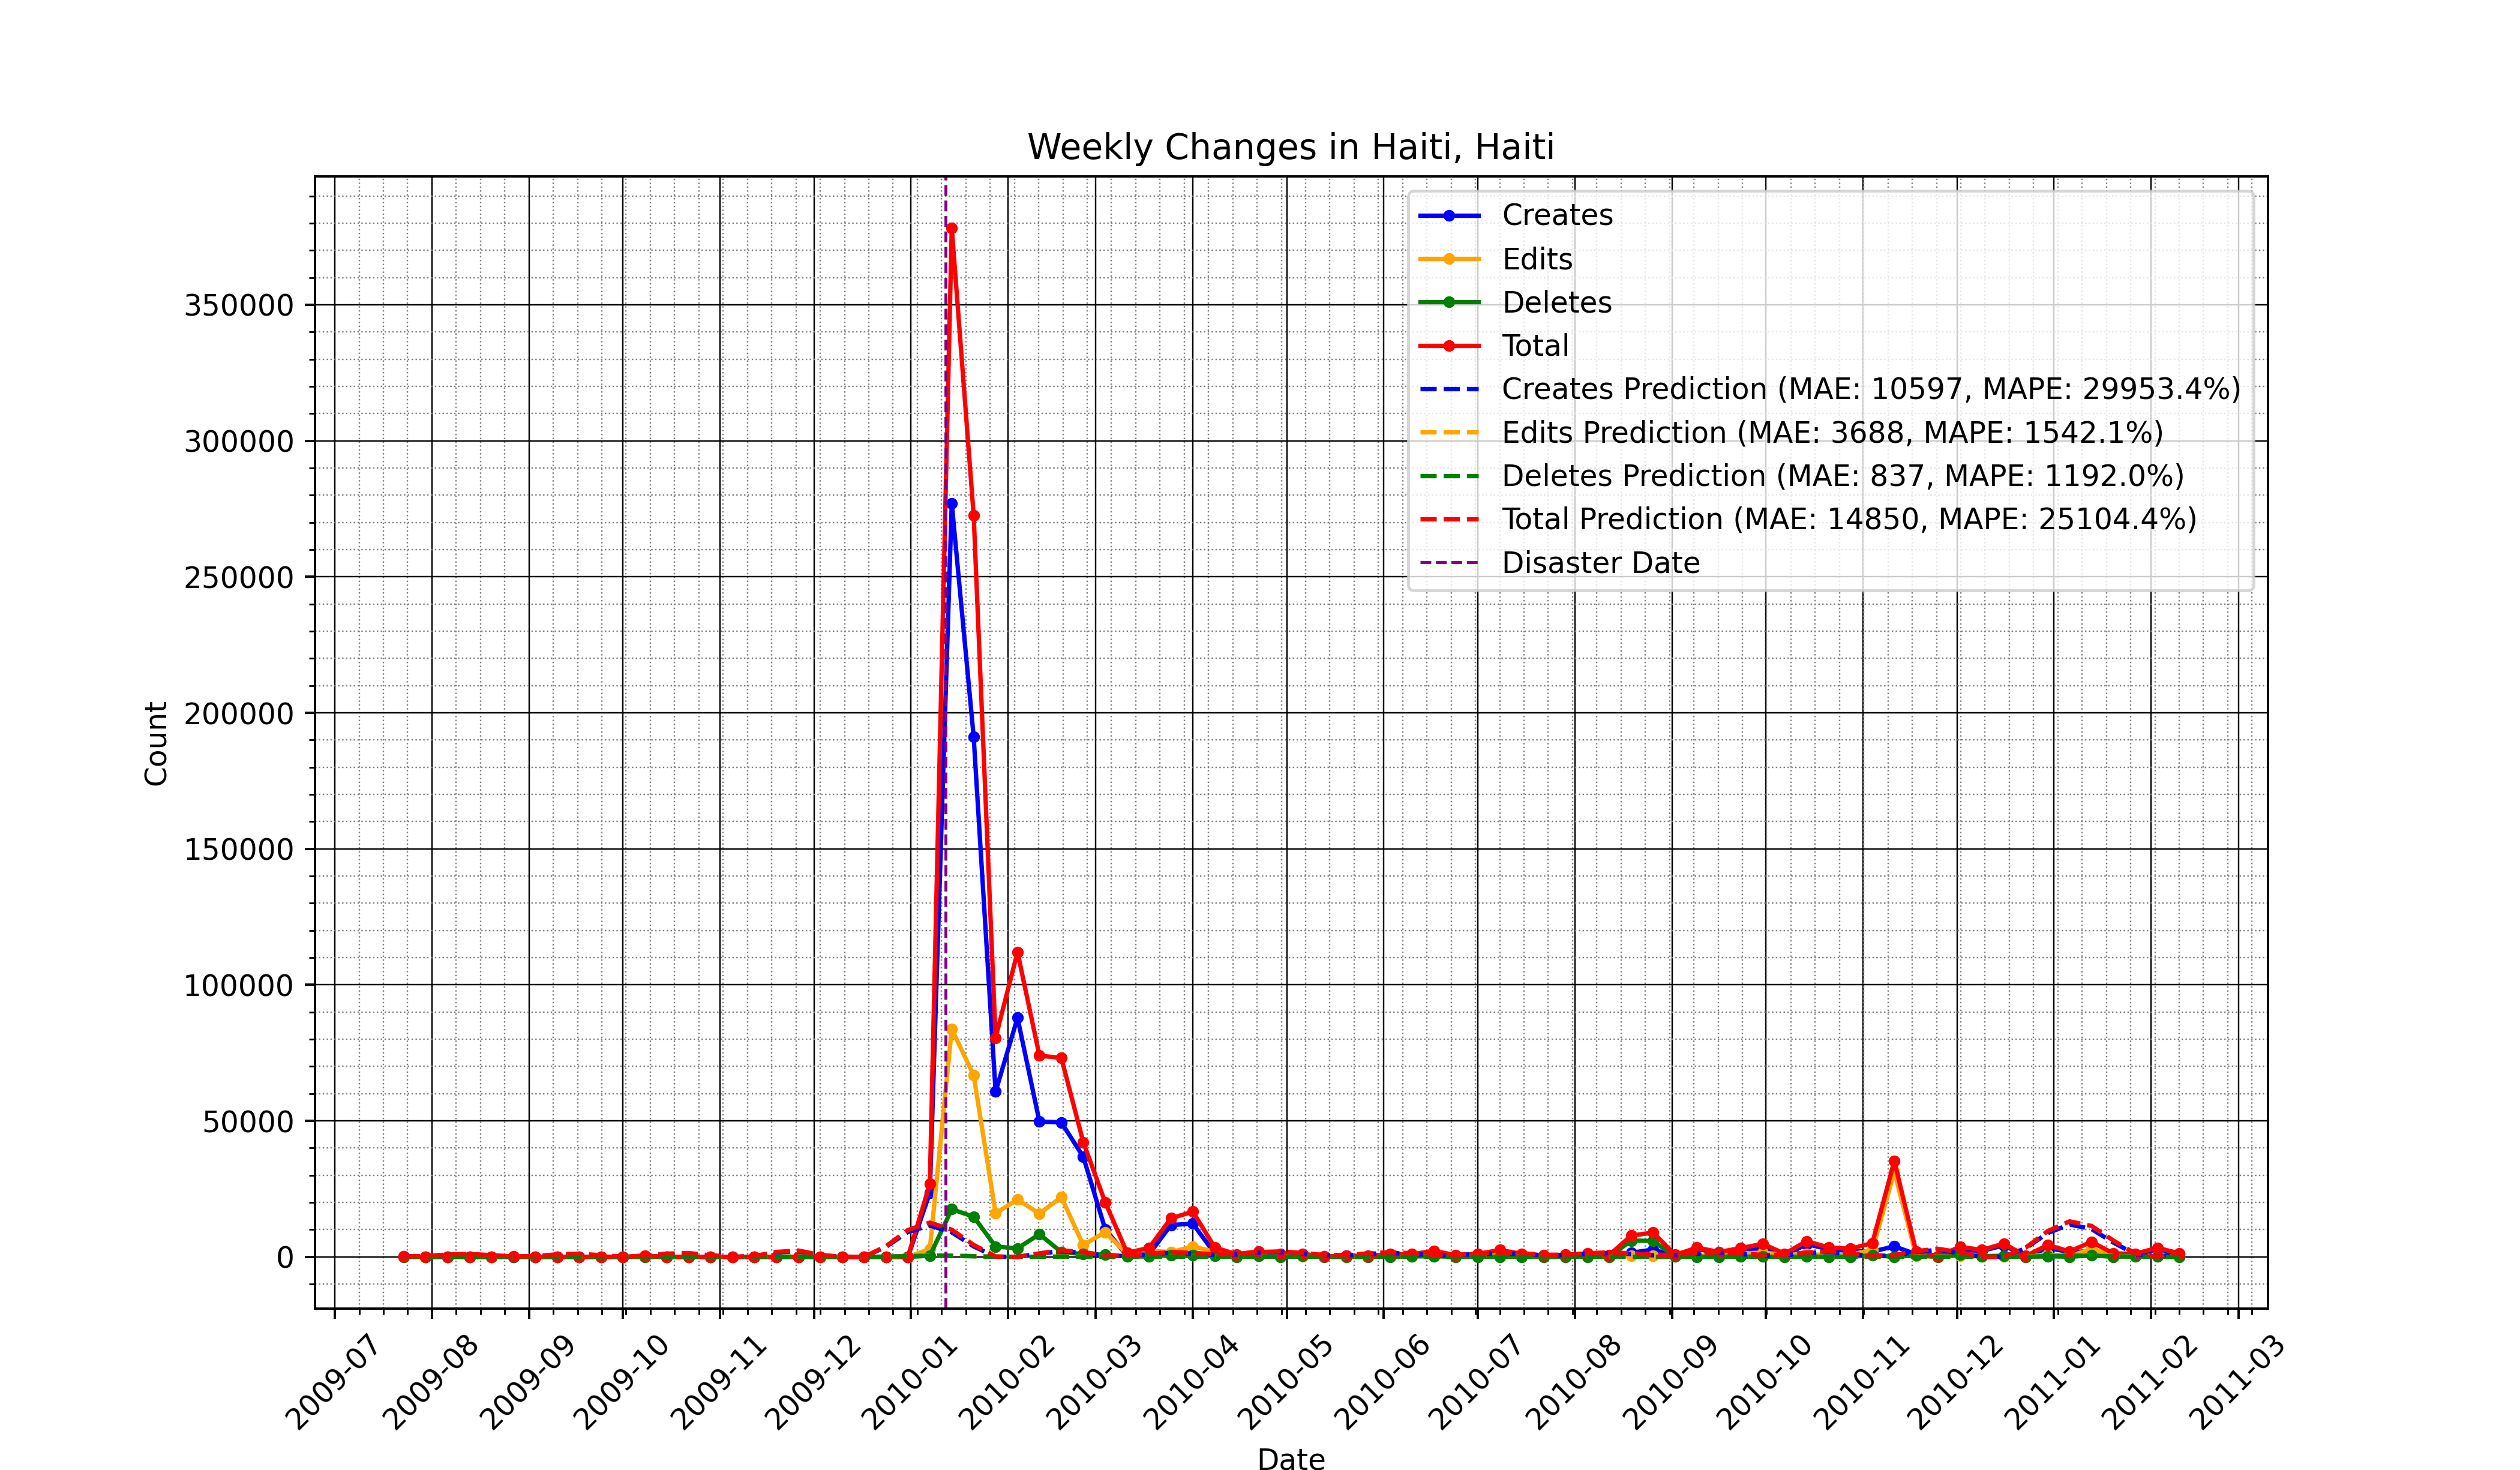 Weekly Changes in Haiti, Haiti
Creates
Edits
Deletes
Total
Creates Prediction (MAE: 10597, MAPE: 29953.4%)
Edits Prediction (MAE: 3688, MAPE: 1542.1%)
Deletes Prediction (MAE: 837, MAPE: 1192.0%)
Total Prediction (MAE: 14850, MAPE: 25104.4%)
Disaster Date
Count
350000
300000
250000
200000
150000
100000
50000
0
2009-07
2009-08
2009-09
2009-10
2009-11
2009-12
2010-01
2010-02
2010-03
2010-04
2010-05
2010-06
2010-07
2010-08
2010-09
2010-10
2010-11
2010-12
2011-01
2011-02
2011-03
Date